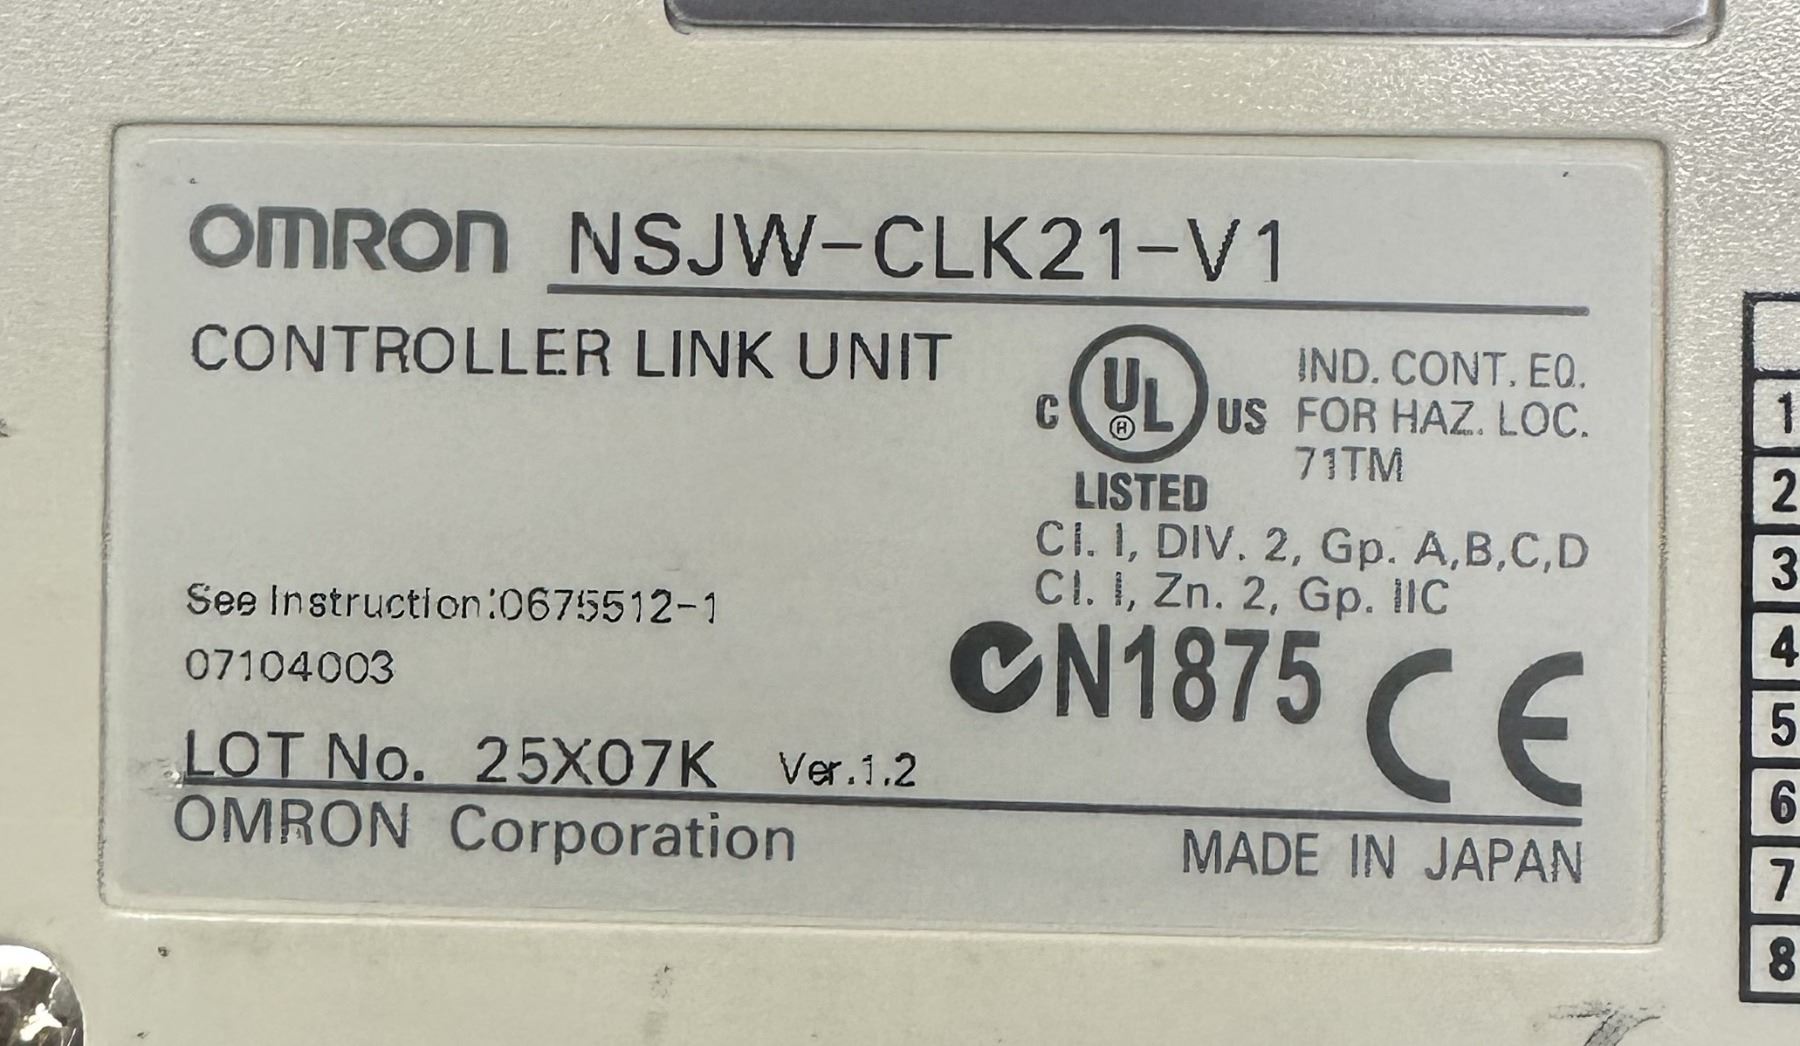 OMRON NSJW-CLK21-V1
CONTROLLER LINK UNIT
C UL US IND. CONT. EQ.
FOR HAZ. LOC.
71TM
LISTED
Cl. I, DIV. 2, Gp. A,B,C,D
Cl. I, Zn. 2, Gp. IIC
See Instruction:0675512-1
07104003
N1875 CE
LOT No. 25X07K Ver.1.2
OMRON Corporation
MADE IN JAPAN
1
2
3
4
5
6
7
8